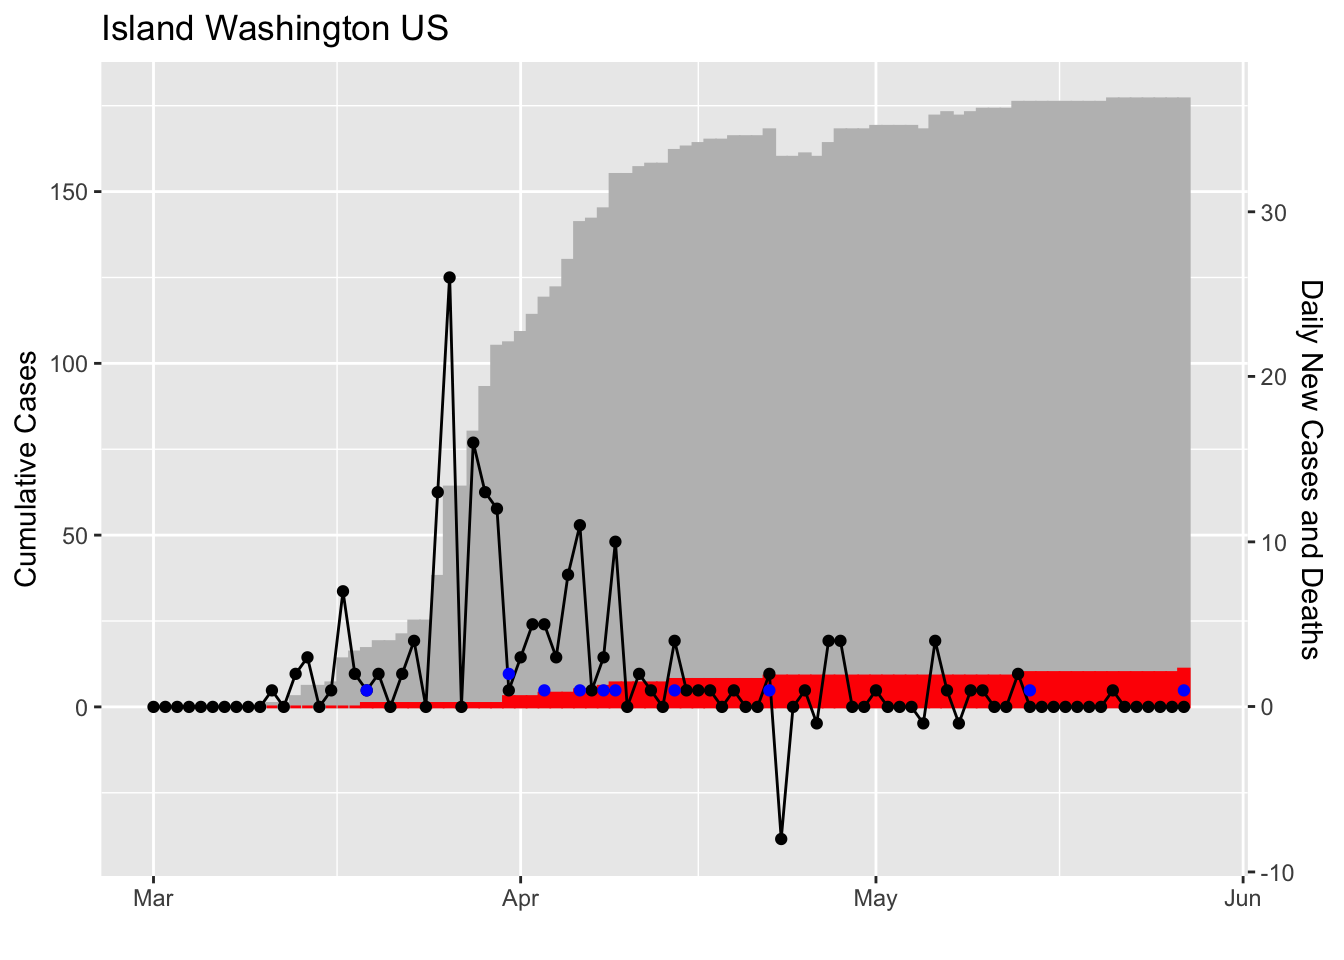 Island Washington US
Cumulative Cases
150
100
50
0
30
20
10
0
-10
Daily New Cases and Deaths
Mar
Apr
May
Jun